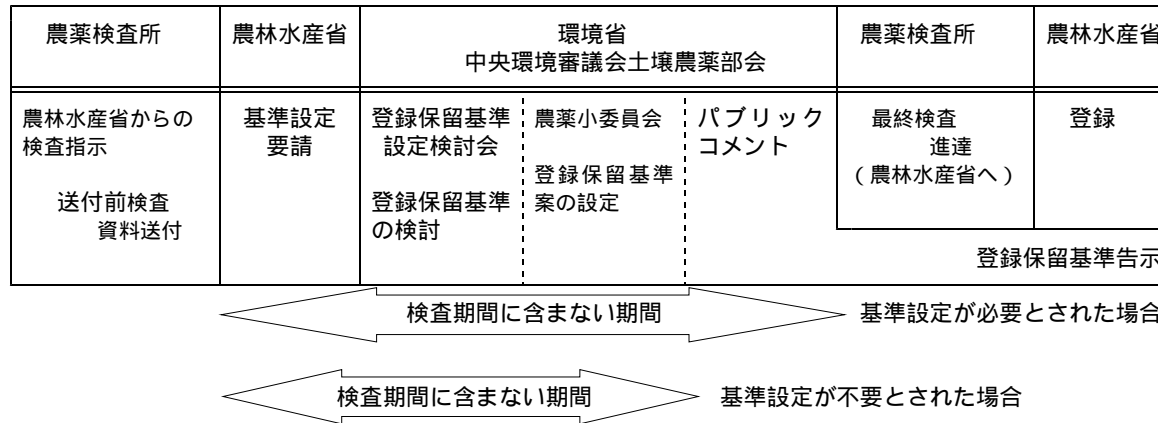 農薬検査所
農林水産省
環境省
中央環境審議会土壌農薬部会
農薬検査所
農林水産省
農林水産省からの
検査指示
送付前検査
資料送付
基準設定
要請
登録保留基準
設定検討会
登録保留基準
の検討
農薬小委員会
登録保留基準
案の設定
パブリック
コメント
最終検査
進達
(農林水産省へ)
登録
登録保留基準告示
検査期間に含まない期間
基準設定が必要とされた場合
検査期間に含まない期間
基準設定が不要とされた場合